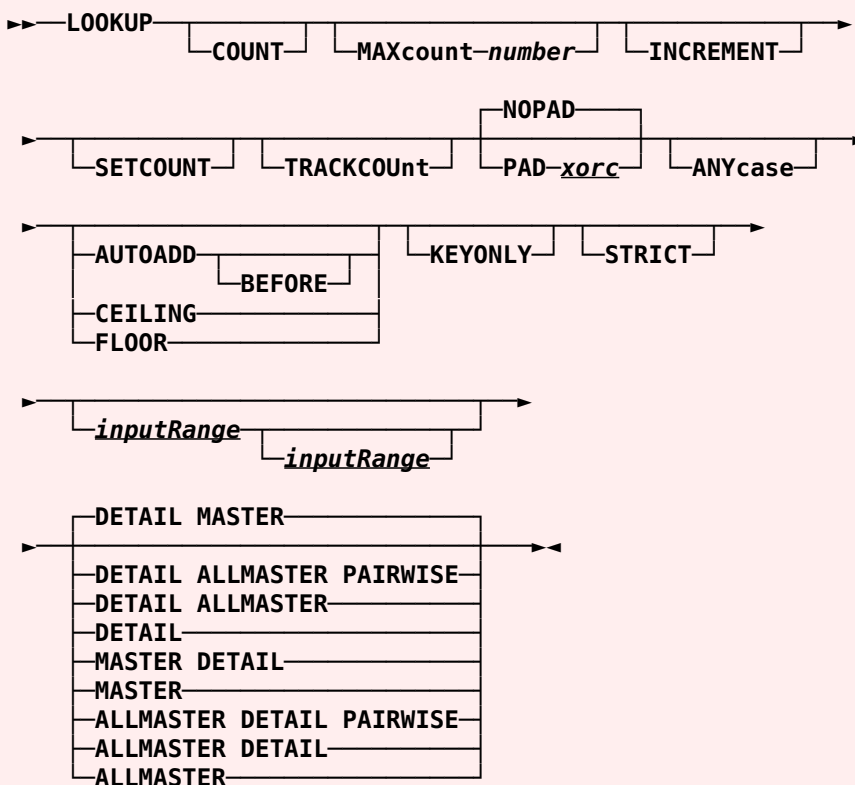 LOOKUP
COUNT MAXcount number INCREMENT
NOPAD
SETCOUNT TRACKCOUnt PAD xorc ANYcase
AUTOADD KEYONLY STRICT
BEFORE
CEILING
FLOOR
inputRange
inputRange
DETAIL MASTER
DETAIL ALLMASTER PAIRWISE
DETAIL ALLMASTER
DETAIL
MASTER DETAIL
MASTER
ALLMASTER DETAIL PAIRWISE
ALLMASTER DETAIL
ALLMASTER